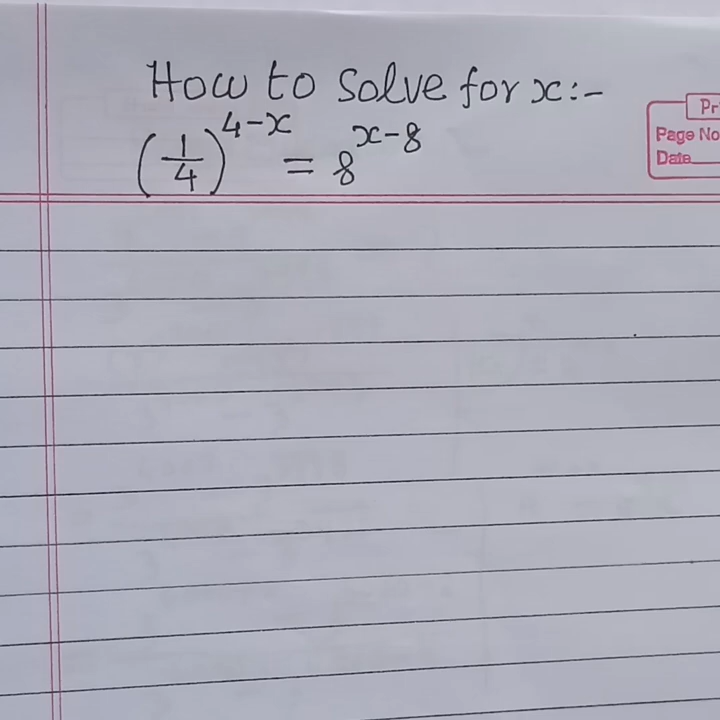 How to solve for x:-
(1/4)^{4-x} = 8^{x-8}
Page No
Date